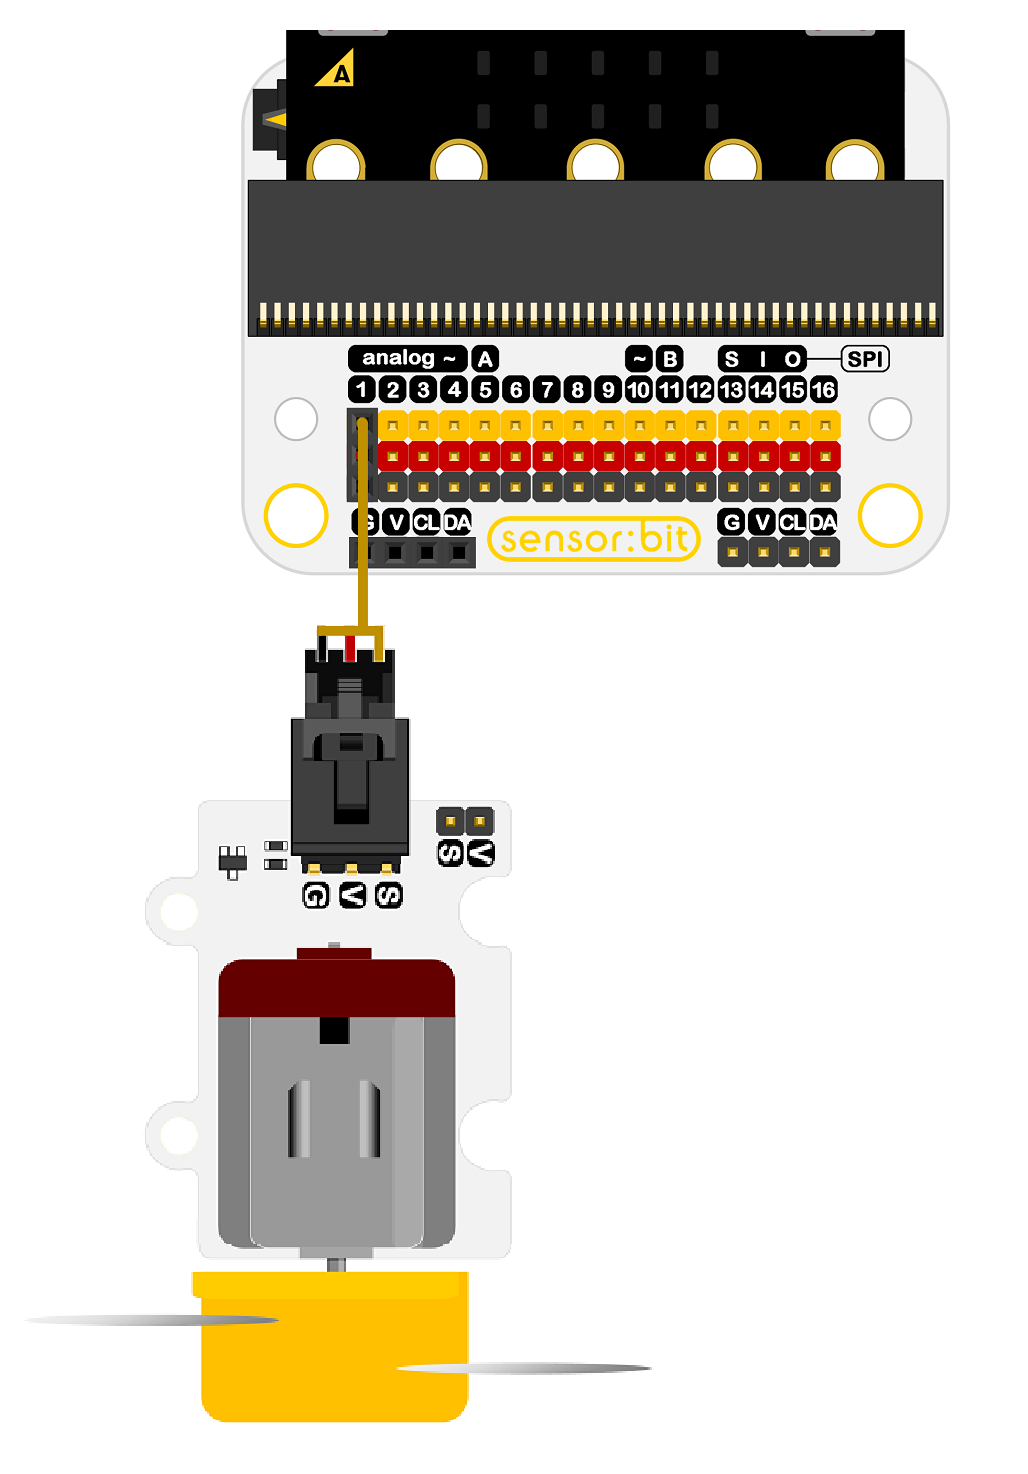 A
analog ~ A ~ B S I O SPI
1 2 3 4 5 6 7 8 9 10 11 12 13 14 15 16
G V CL DA sensor:bit G V CL DA
S V
G V S